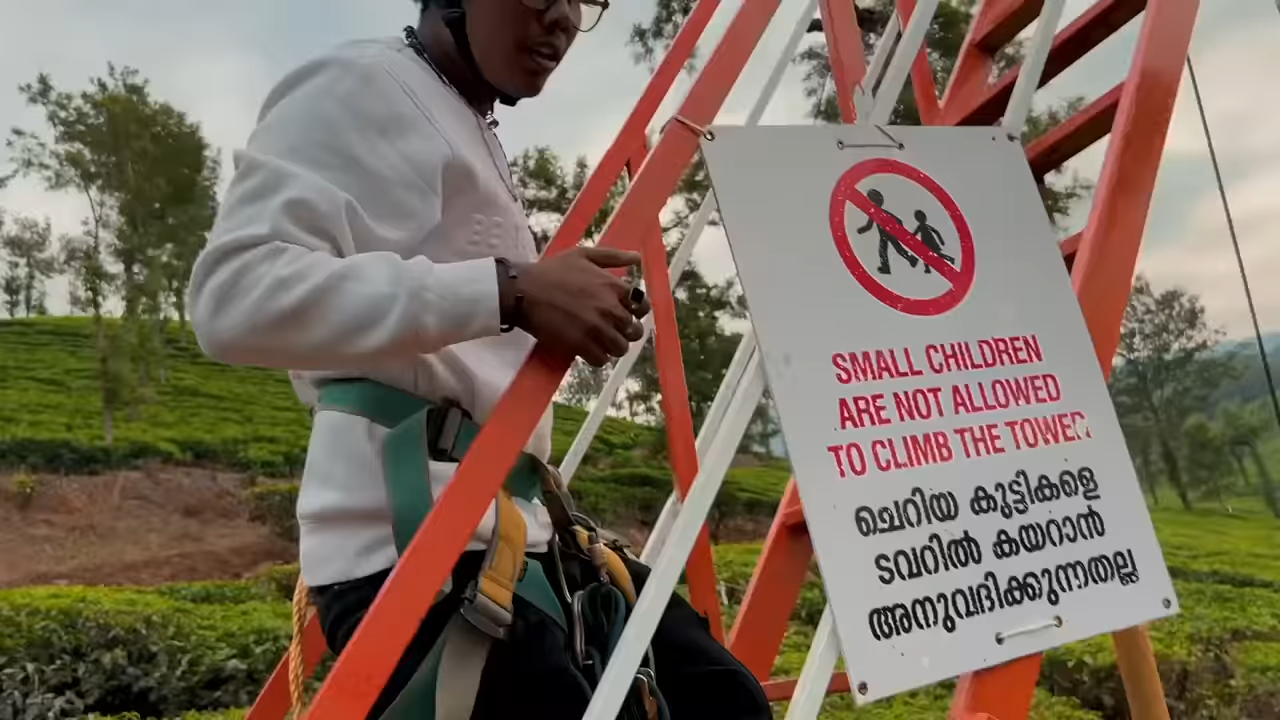 SMALL CHILDREN
ARE NOT ALLOWED
TO CLIMB THE TOWER
ചെറിയ കുട്ടികളെ
ടവറിൽ കയറാൻ
അനുവദിക്കുന്നതല്ല